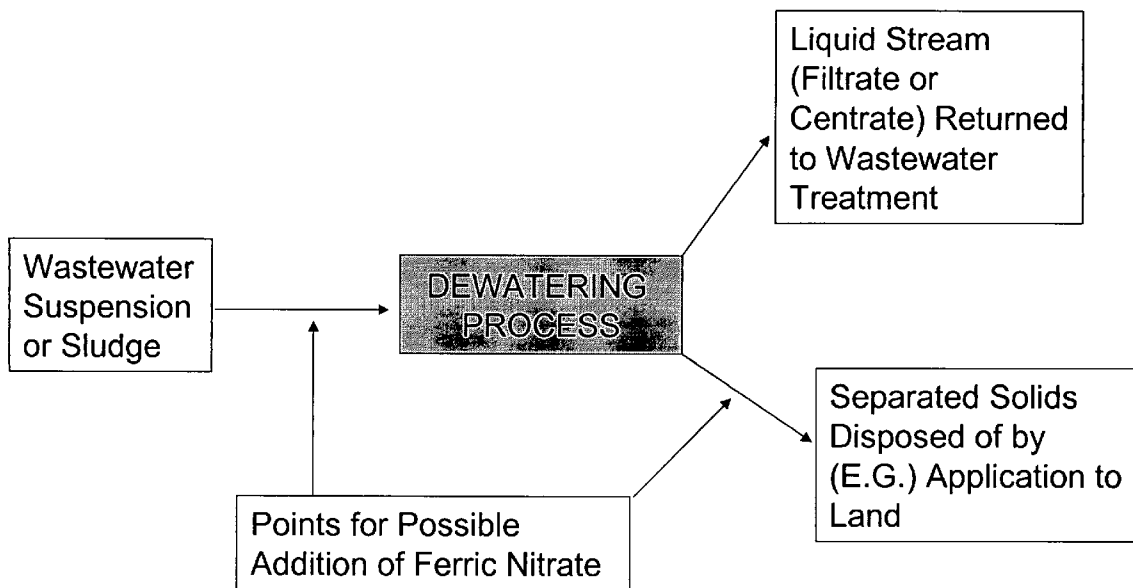 Liquid Stream
(Filtrate or
Centrate) Returned
to Wastewater
Treatment
Wastewater
Suspension
or Sludge
DEWATERING
PROCESS
Separated Solids
Disposed of by
(E.G.) Application to
Land
Points for Possible
Addition of Ferric Nitrate